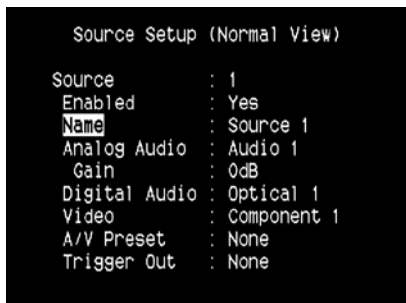 Source Setup (Normal View)
Source : 1
Enabled : Yes
Name : Source 1
Analog Audio : Audio 1
Gain : 0dB
Digital Audio : Optical 1
Video : Component 1
A/V Preset : None
Trigger Out : None